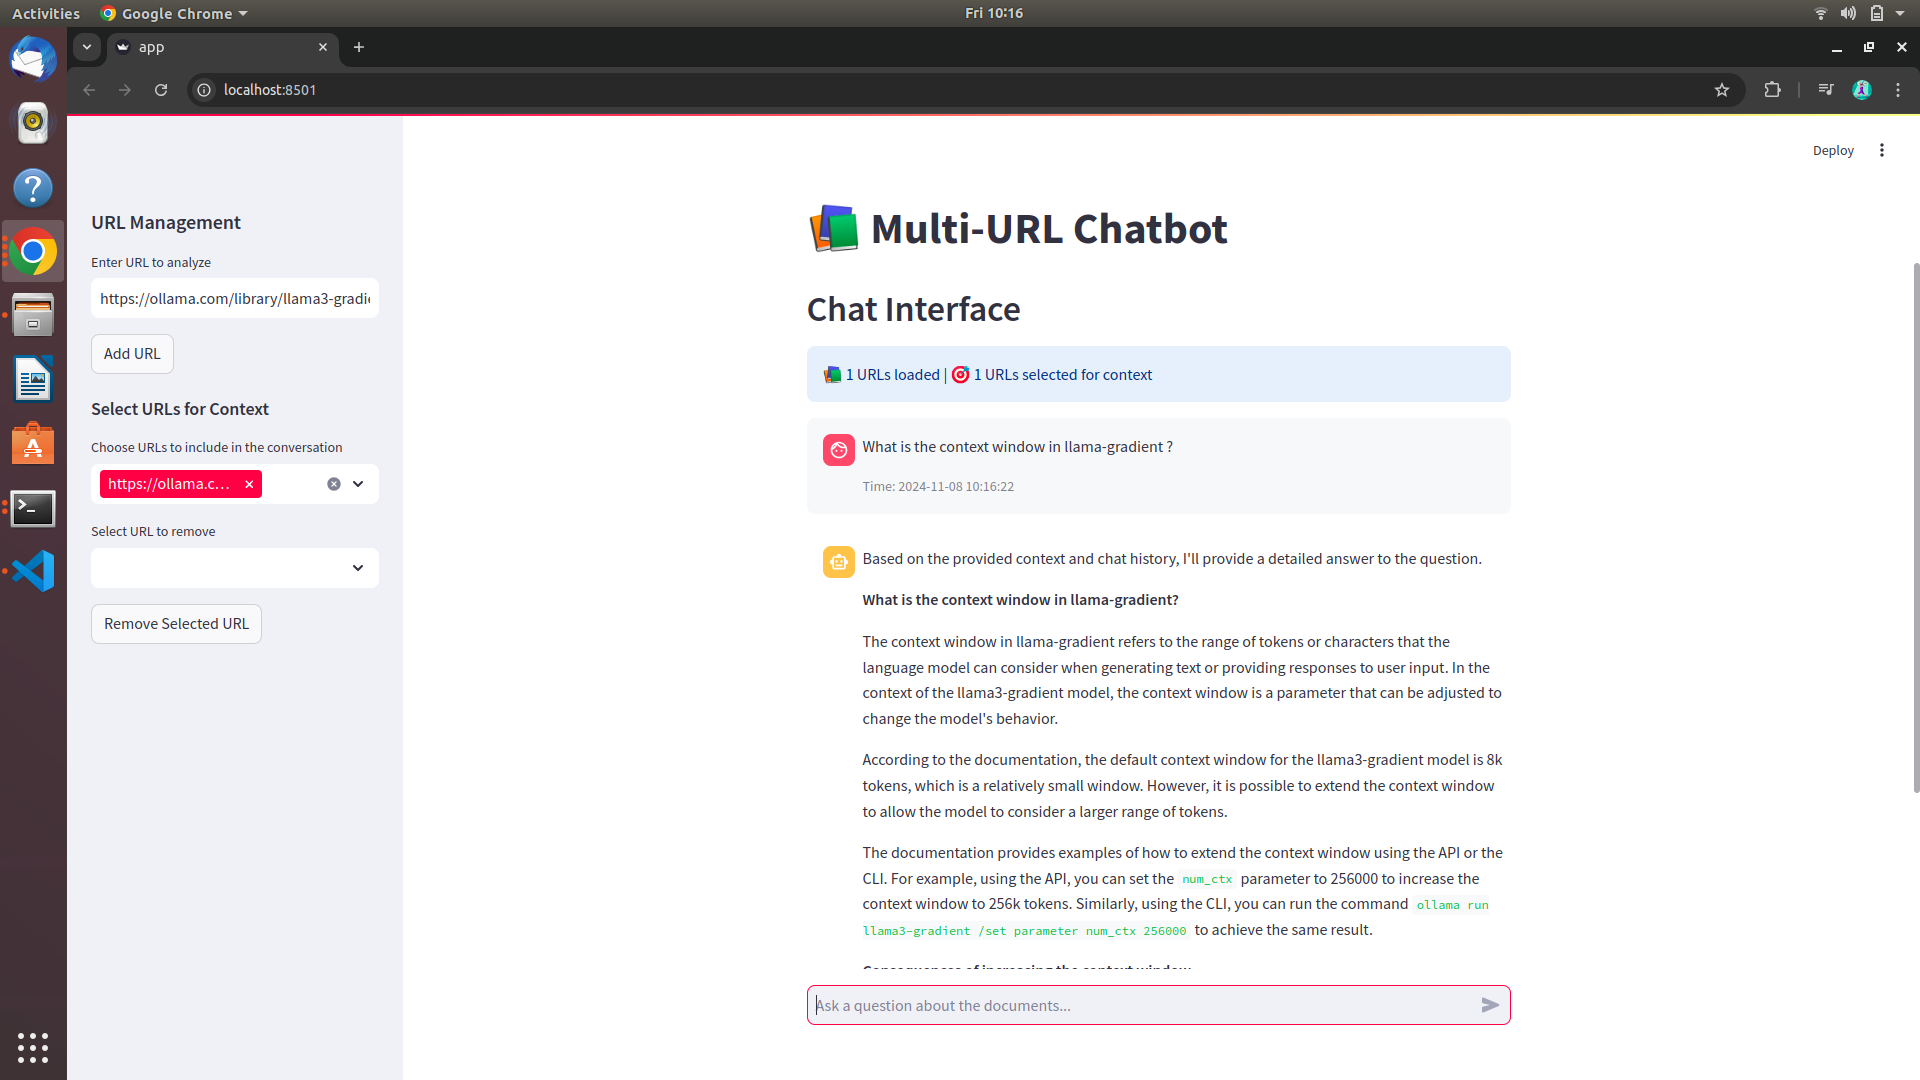 Activities
Google Chrome
Fri 10:16
app
localhost:8501
Deploy
URL Management
Enter URL to analyze
https://ollama.com/library/llama3-gradie
Add URL
Select URLs for Context
Choose URLs to include in the conversation
https://ollama.c...
Select URL to remove
Remove Selected URL
Multi-URL Chatbot
Chat Interface
1 URLs loaded | 1 URLs selected for context
What is the context window in llama-gradient ?
Time: 2024-11-08 10:16:22
Based on the provided context and chat history, I'll provide a detailed answer to the question.
What is the context window in llama-gradient?
The context window in llama-gradient refers to the range of tokens or characters that the
language model can consider when generating text or providing responses to user input. In the
context of the llama3-gradient model, the context window is a parameter that can be adjusted to
change the model's behavior.
According to the documentation, the default context window for the llama3-gradient model is 8k
tokens, which is a relatively small window. However, it is possible to extend the context window
to allow the model to consider a larger range of tokens.
The documentation provides examples of how to extend the context window using the API or the
CLI. For example, using the API, you can set the num_ctx parameter to 256000 to increase the
context window to 256k tokens. Similarly, using the CLI, you can run the command ollama run
llama3-gradient /set parameter num_ctx 256000 to achieve the same result.
Consequences of increasing the context window
Ask a question about the documents...